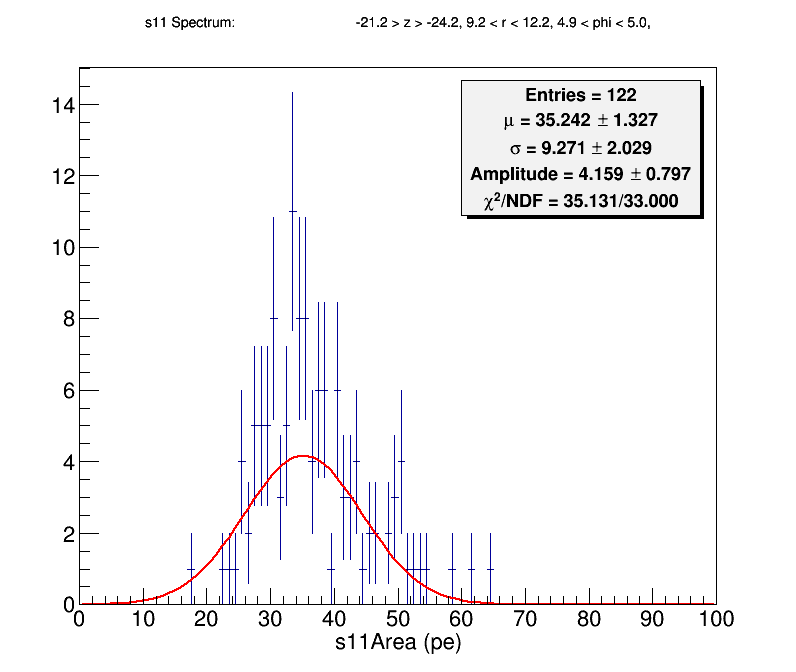 s11 Spectrum: -21.2 > z > -24.2, 9.2 < r < 12.2, 4.9 < phi < 5.0,
Entries = 122
μ = 35.242 ± 1.327
σ = 9.271 ± 2.029
Amplitude = 4.159 ± 0.797
χ²/NDF = 35.131/33.000
14
12
10
8
6
4
2
0
0 10 20 30 40 50 60 70 80 90 100
s11Area (pe)